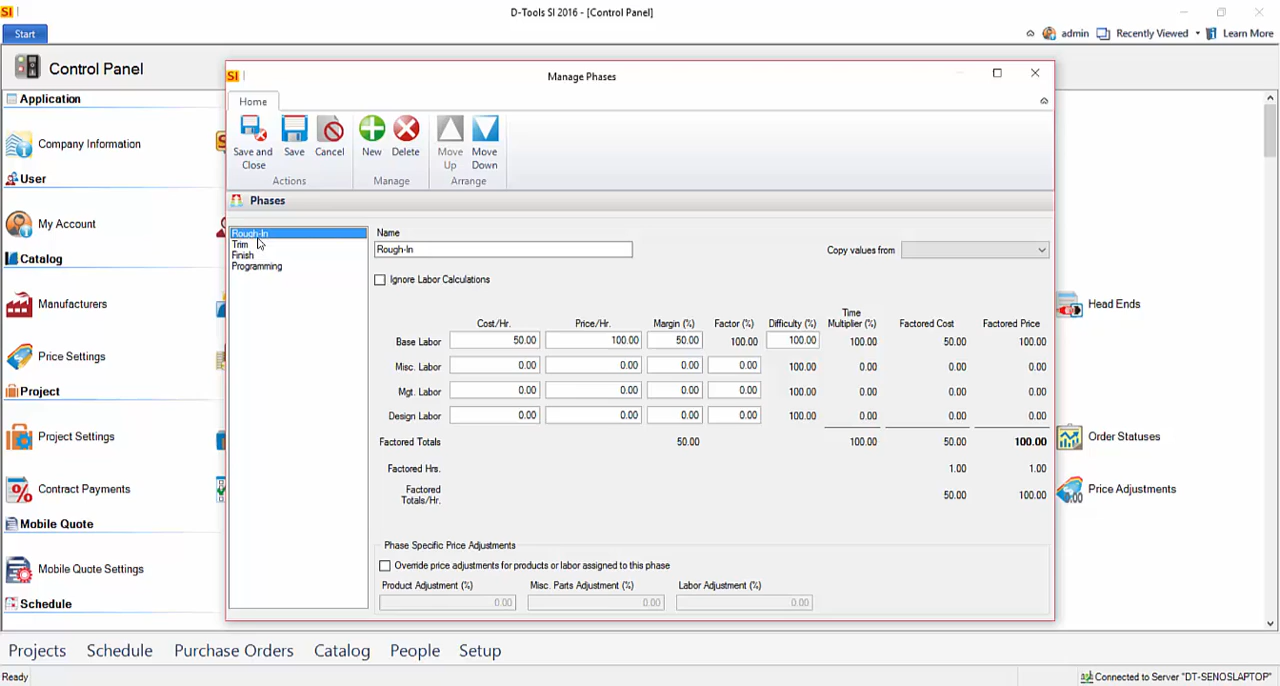 SI
D-Tools SI 2016 - [Control Panel]
Start
admin
Recently Viewed
Learn More
Control Panel
Application
Company Information
User
My Account
Catalog
Manufacturers
Price Settings
Project
Project Settings
Contract Payments
Mobile Quote
Mobile Quote Settings
Schedule
Head Ends
Order Statuses
Price Adjustments
SI
Manage Phases
Home
Save and Close
Save
Cancel
New
Delete
Move Up
Move Down
Actions
Manage
Arrange
Phases
Rough-In
Trim
Finish
Programming
Name
Rough-In
Copy values from
Ignore Labor Calculations
Cost/Hr. Price/Hr. Margin (%) Factor (%) Difficulty (%) Time Multiplier (%) Factored Cost Factored Price
Base Labor 50.00 100.00 50.00 100.00 100.00 100.00 50.00 100.00
Misc. Labor 0.00 0.00 0.00 0.00 100.00 0.00 0.00 0.00
Mgt. Labor 0.00 0.00 0.00 0.00 100.00 0.00 0.00 0.00
Design Labor 0.00 0.00 0.00 0.00 100.00 0.00 0.00 0.00
Factored Totals 50.00 100.00 50.00 100.00
Factored Hrs. 1.00 1.00
Factored Totals/Hr. 50.00 100.00
Phase Specific Price Adjustments
Override price adjustments for products or labor assigned to this phase
Product Adjustment (%) Misc. Parts Adjustment (%) Labor Adjustment (%)
0.00 0.00 0.00
Projects Schedule Purchase Orders Catalog People Setup
Ready
Connected to Server "DT-SENOSLAPTOP"